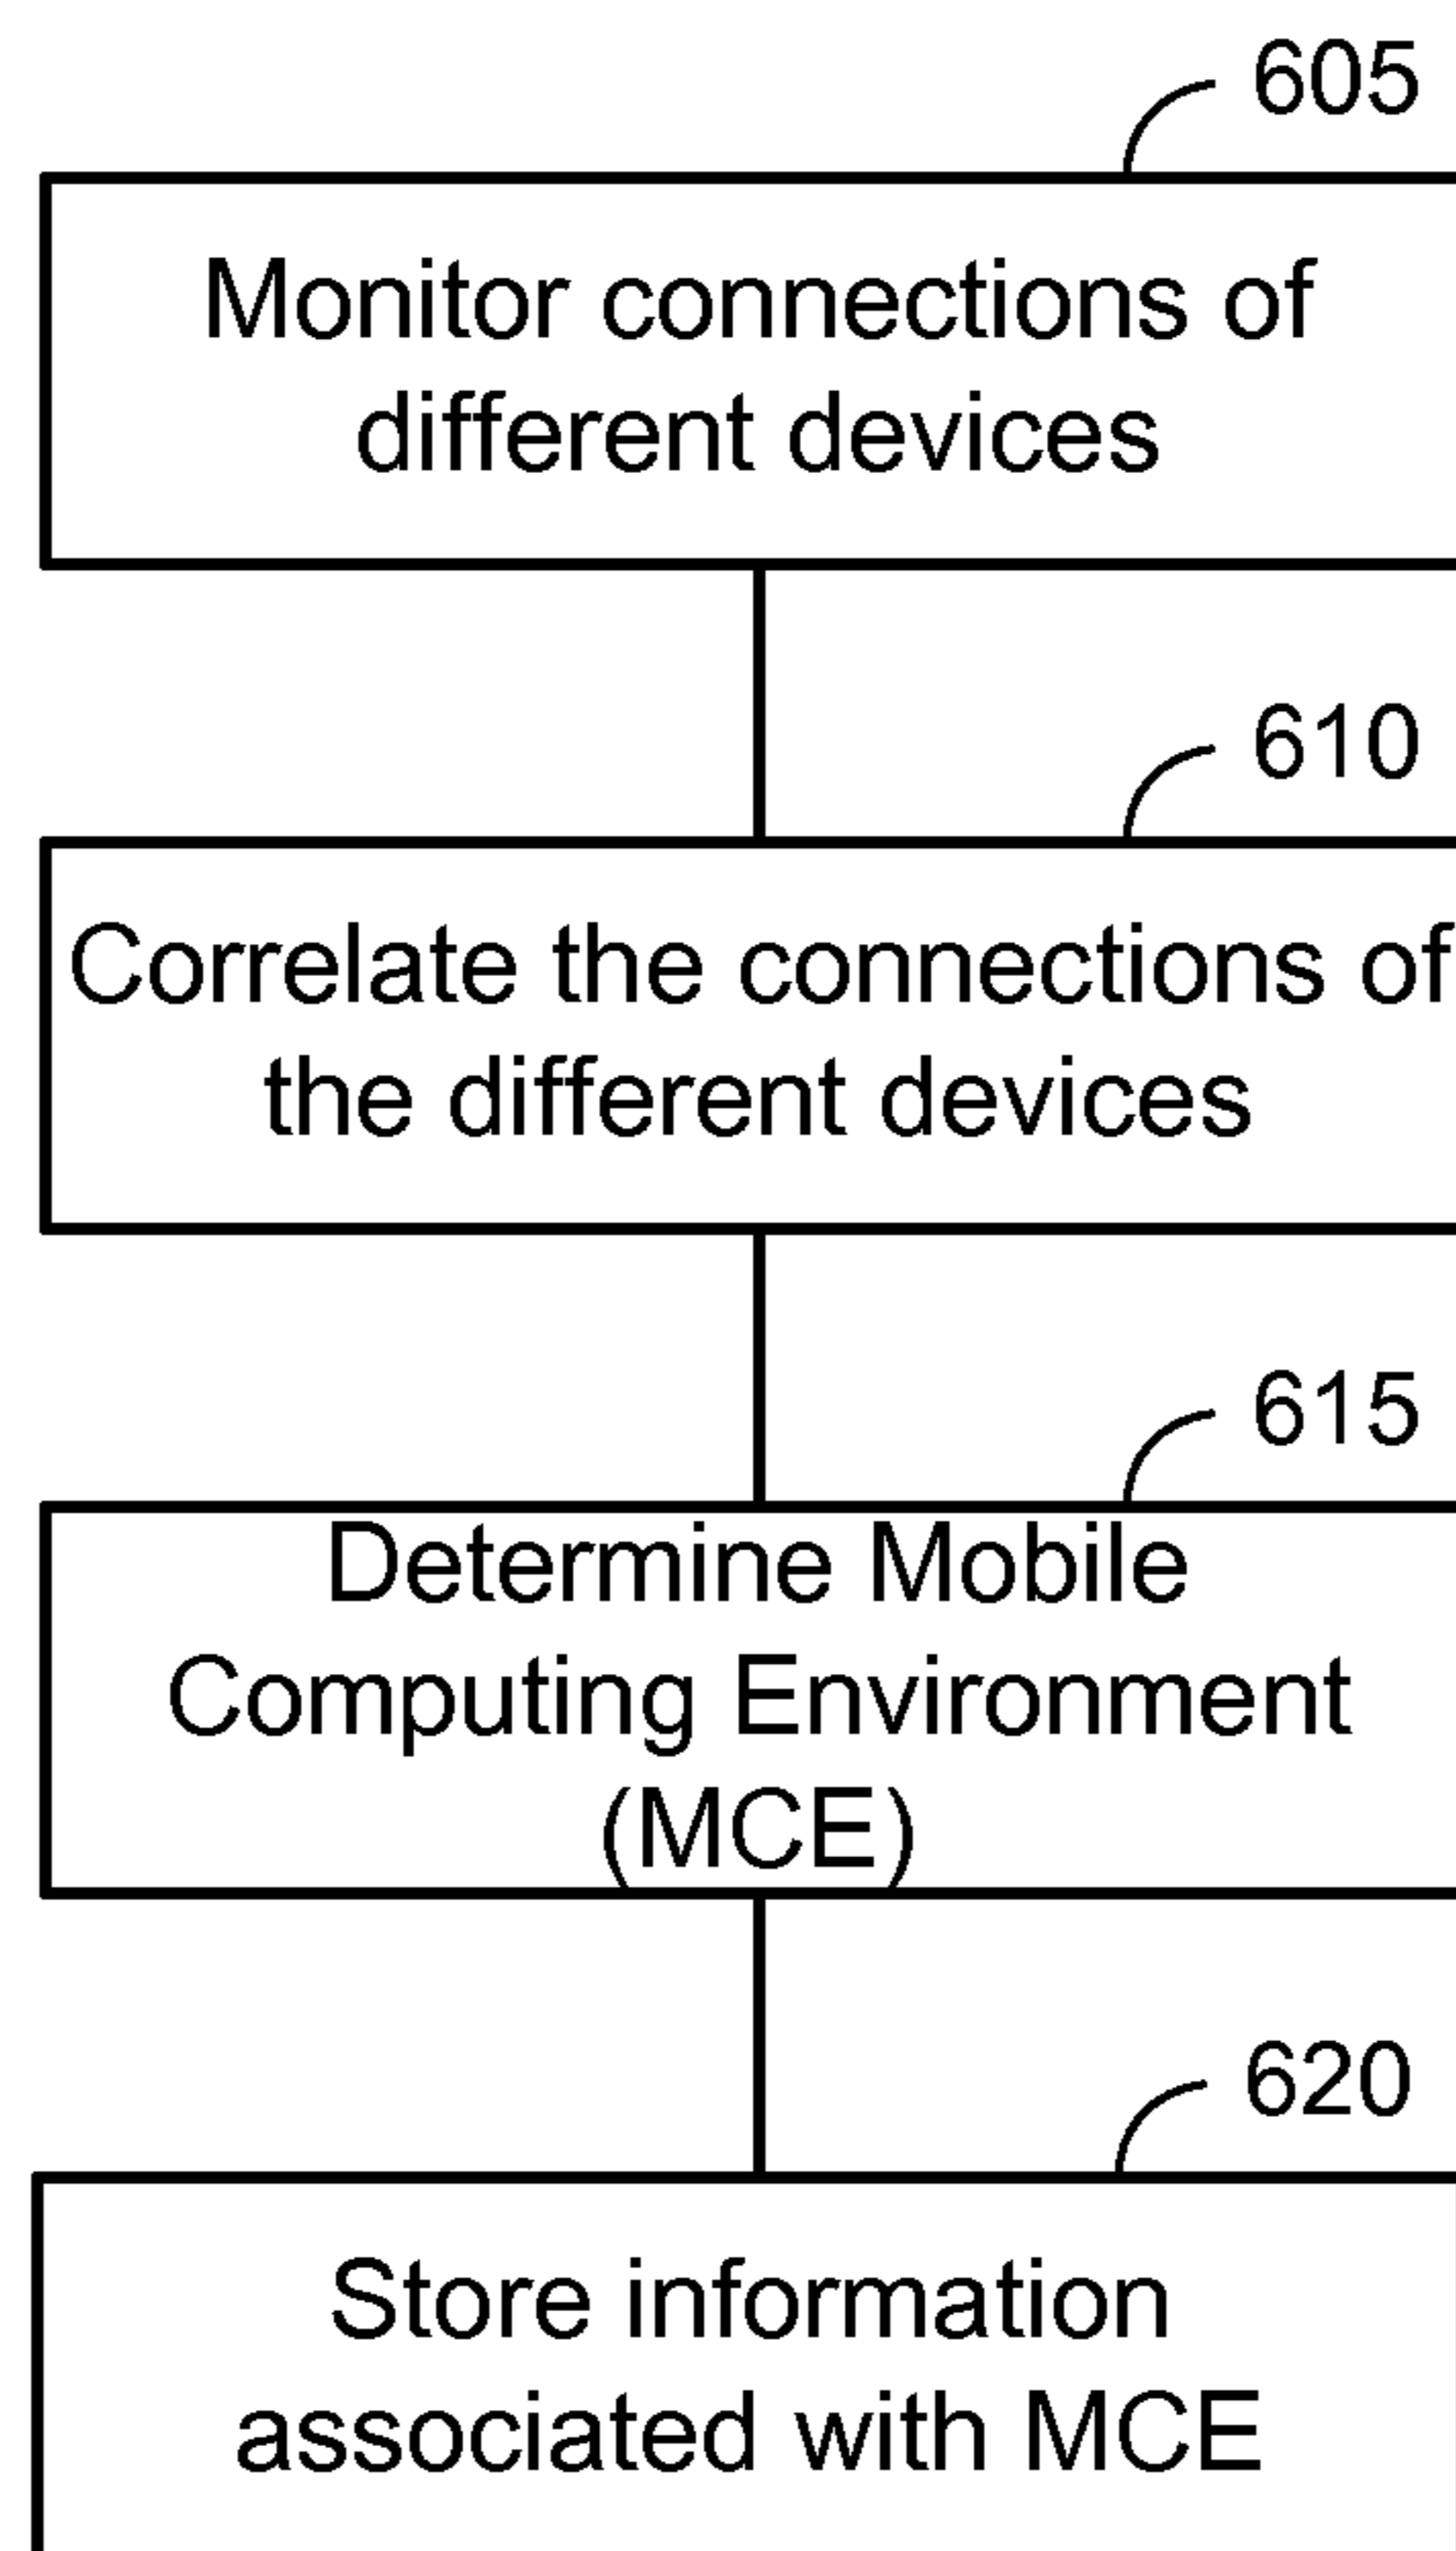 605
Monitor connections of
different devices
610
Correlate the connections of
the different devices
615
Determine Mobile
Computing Environment
(MCE)
620
Store information
associated with MCE